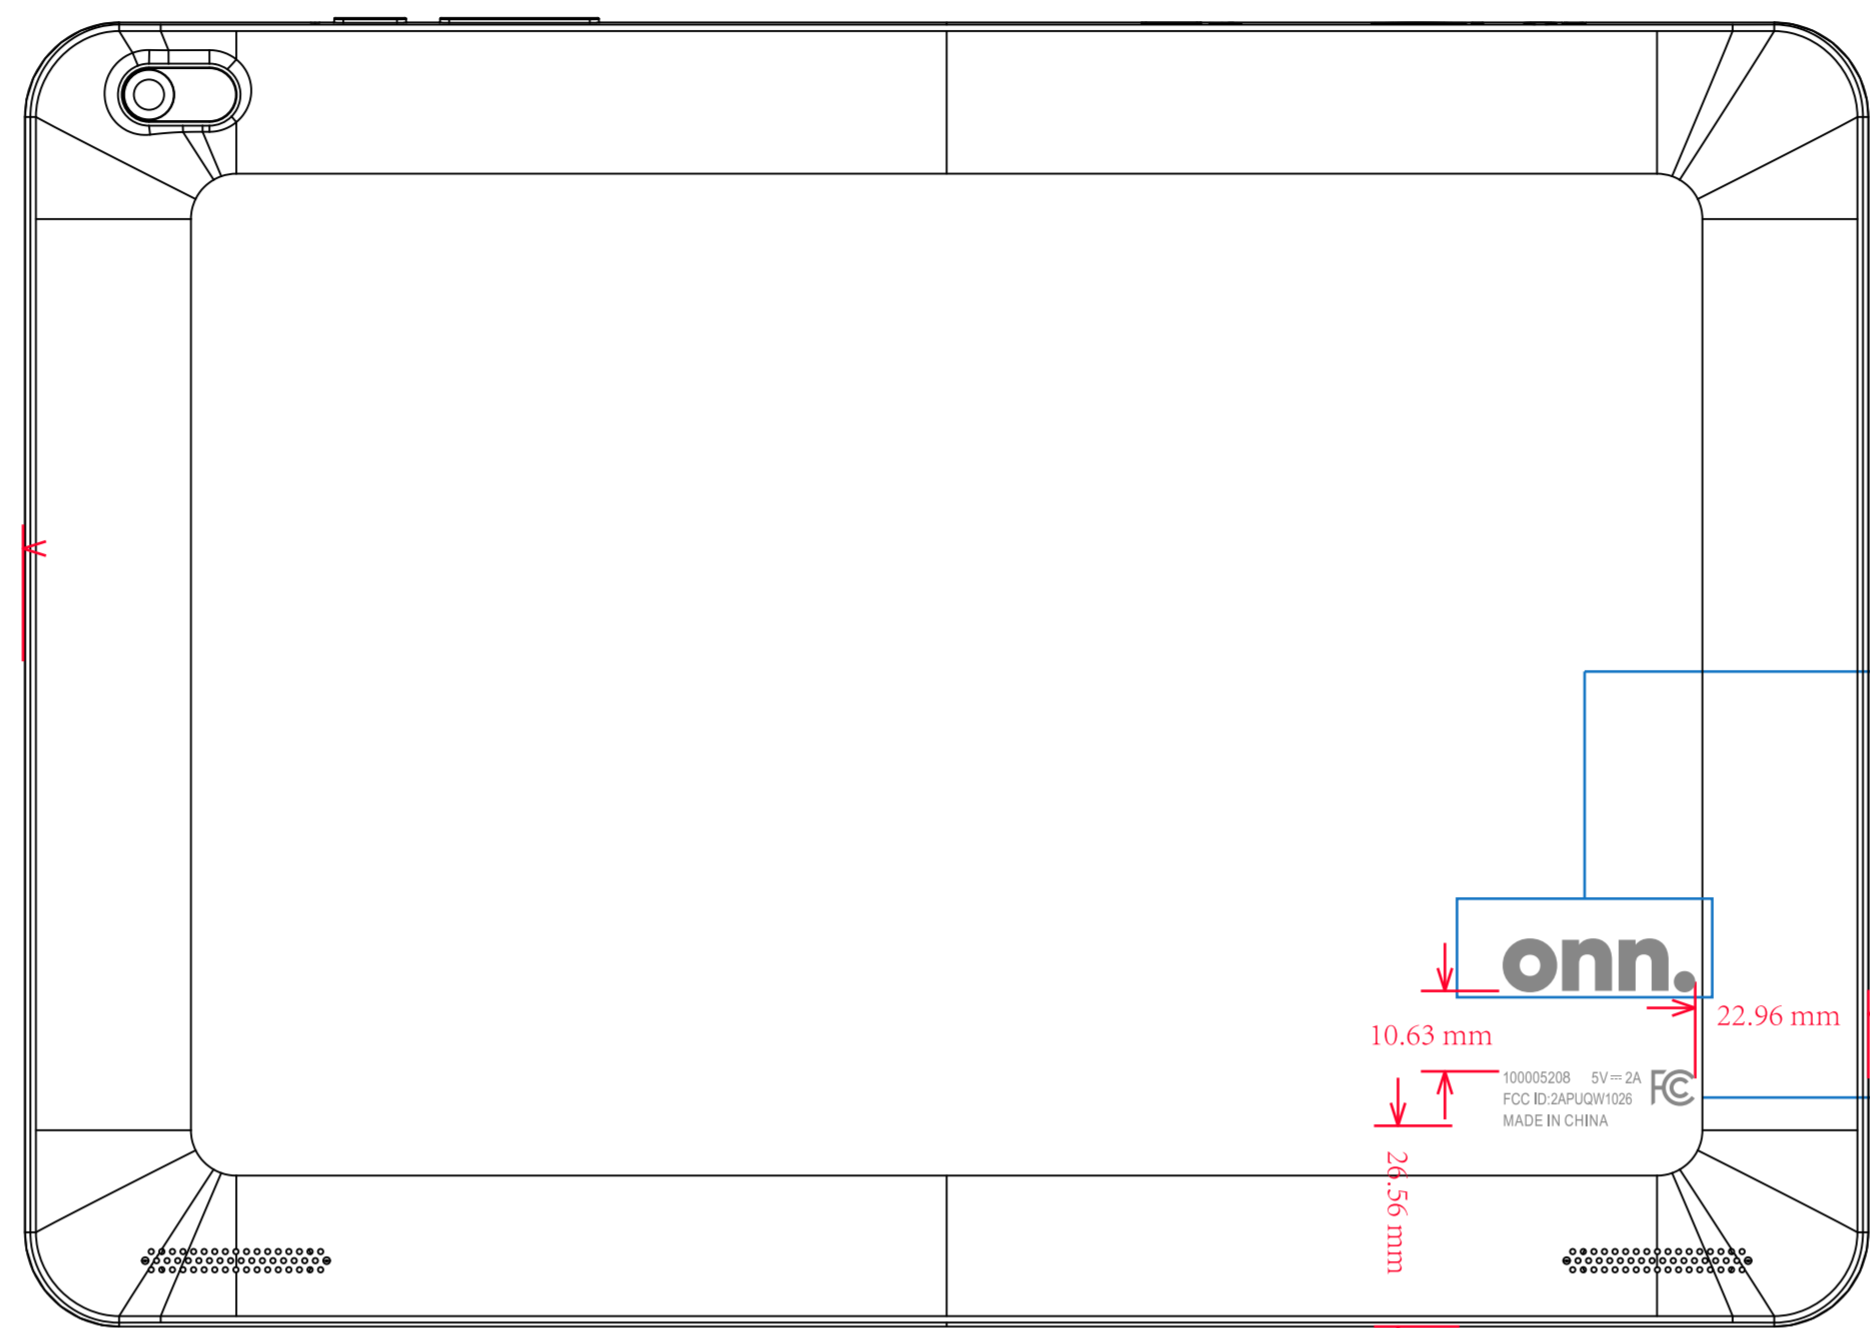 onn.
22.96 mm
10.63 mm
100005208 5V⎓2A FC
FCC ID:2APUQW1026
MADE IN CHINA
26.56 mm